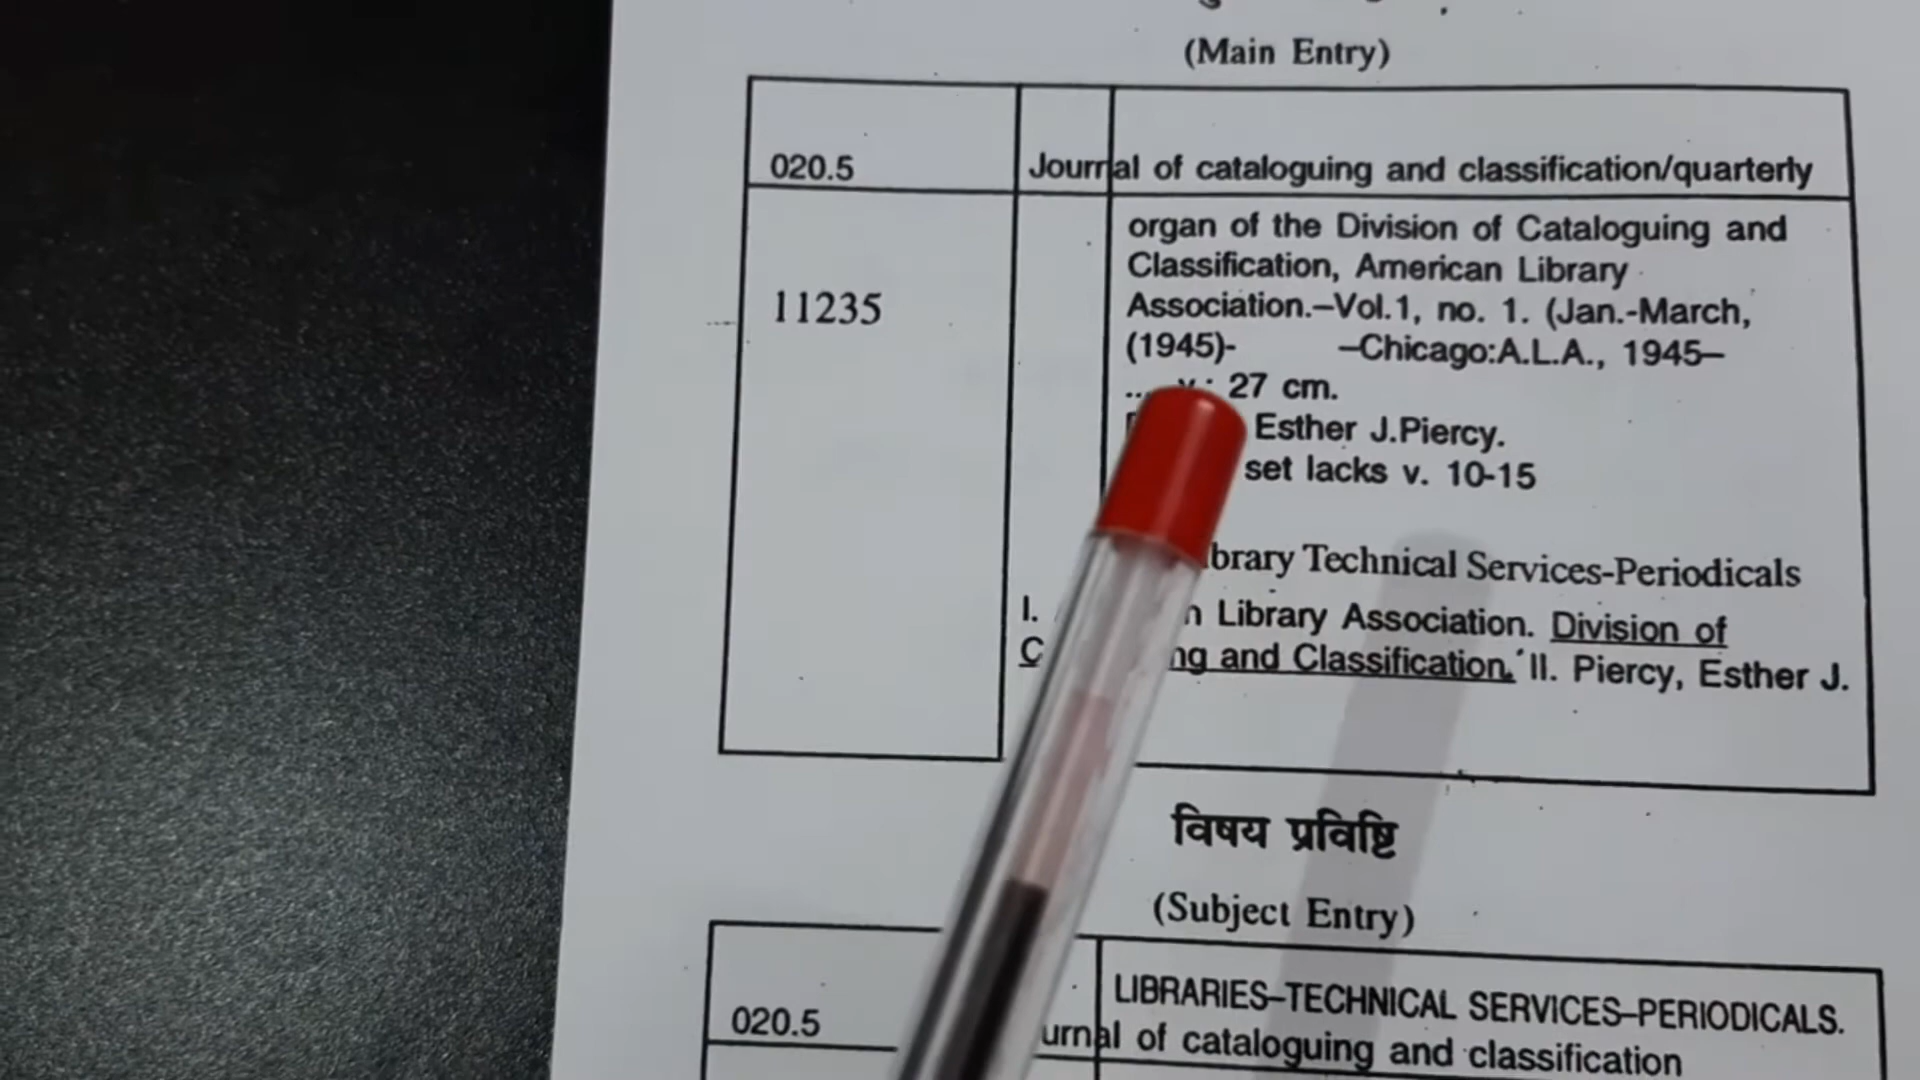 (Main Entry)
020.5 Journal of cataloguing and classification/quarterly
organ of the Division of Cataloguing and
Classification, American Library
11235 Association.–Vol.1, no. 1. (Jan.-March,
(1945)- –Chicago:A.L.A., 1945–
... v : 27 cm.
Esther J.Piercy.
set lacks v. 10-15
Technical Services-Periodicals
I. Library Association. Division of
and Classification. II. Piercy, Esther J.
विषय प्रविष्टि
(Subject Entry)
LIBRARIES–TECHNICAL SERVICES–PERIODICALS.
020.5 of cataloguing and classification